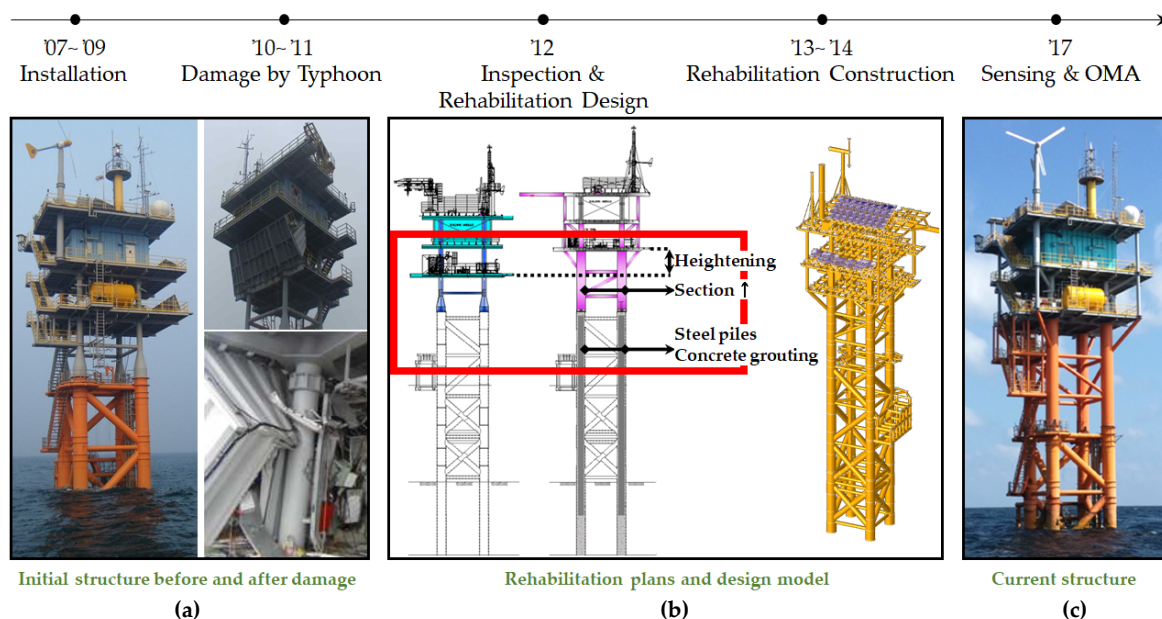 '07~ '09
Installation
'10~ '11
Damage by Typhoon
'12
Inspection &
Rehabilitation Design
'13~ '14
Rehabilitation Construction
'17
Sensing & OMA
Heightening
Section ↑
Steel piles
Concrete grouting
Initial structure before and after damage
(a)
Rehabilitation plans and design model
(b)
Current structure
(c)